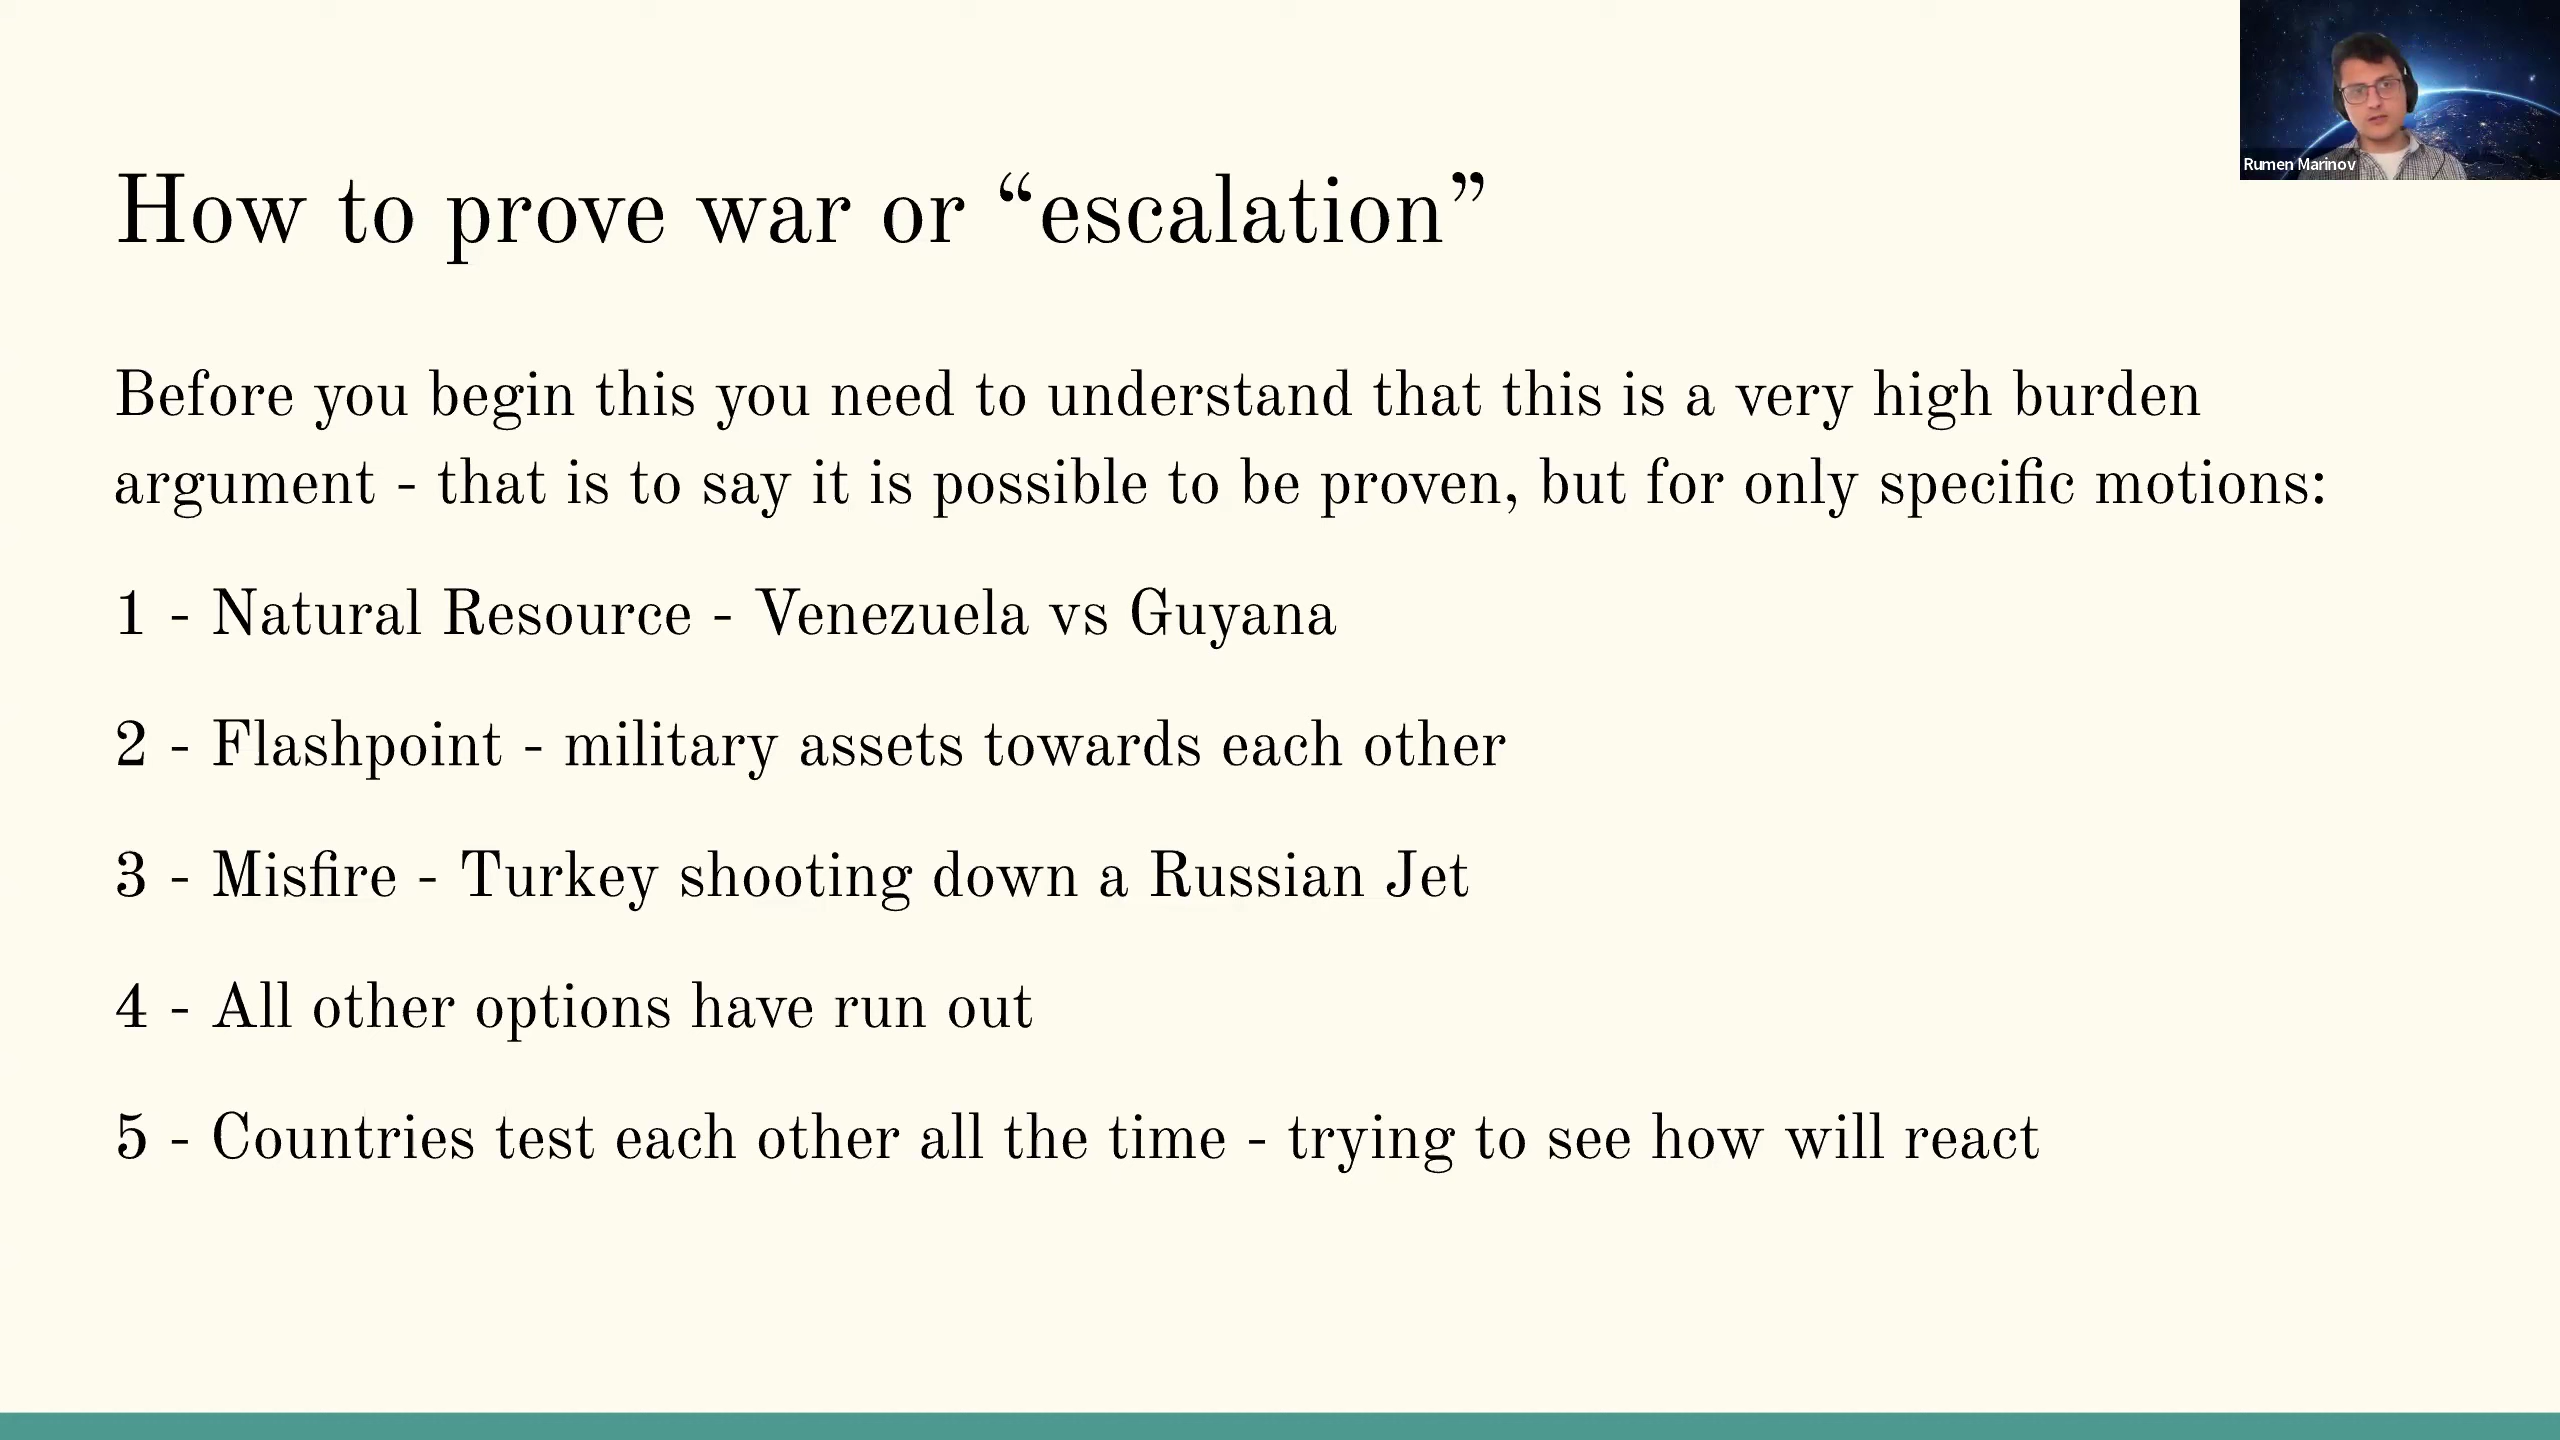 Rumen Marinov
How to prove war or “escalation”
Before you begin this you need to understand that this is a very high burden
argument - that is to say it is possible to be proven, but for only specific motions:
1 - Natural Resource - Venezuela vs Guyana
2 - Flashpoint - military assets towards each other
3 - Misfire - Turkey shooting down a Russian Jet
4 - All other options have run out
5 - Countries test each other all the time - trying to see how will react